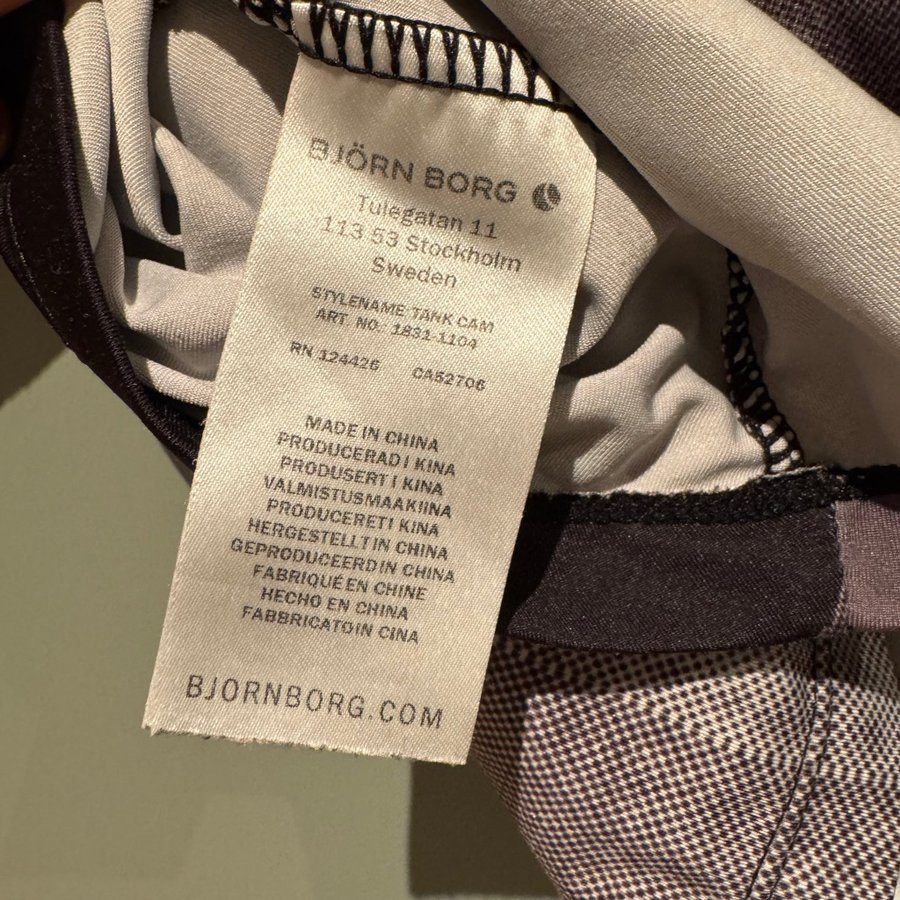 BJÖRN BORG
Tulegatan 11
113 53 Stockholm
Sweden
STYLENAME: TANK CAM
ART. NO.: 1831-1104
RN 124426 CA52706
MADE IN CHINA
PRODUCERAD I KINA
PRODUSERT I KINA
VALMISTUSMAA KIINA
PRODUCERET I KINA
HERGESTELLT IN CHINA
GEPRODUCEERD IN CHINA
FABRIQUÉ EN CHINE
HECHO EN CHINA
FABBRICATO IN CINA
BJORNBORG.COM